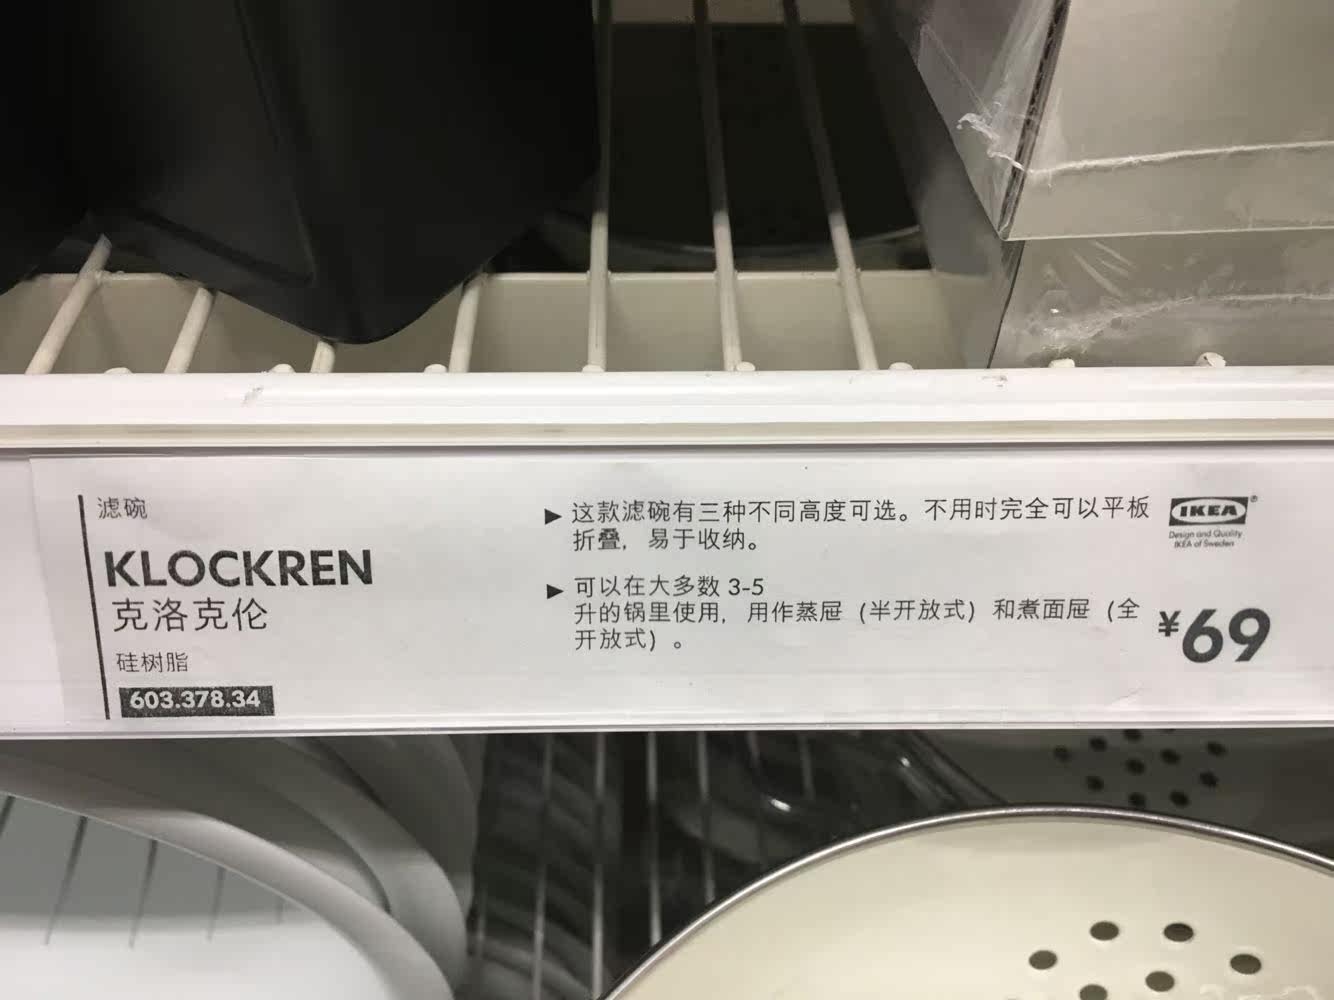 滤碗
KLOCKREN
克洛克伦
硅树脂
603.378.34
▶ 这款滤碗有三种不同高度可选。不用时完全可以平板
折叠，易于收纳。
▶ 可以在大多数 3-5
升的锅里使用，用作蒸屉（半开放式）和煮面屉（全
开放式）。
IKEA®
Design and Quality
IKEA of Sweden
¥69